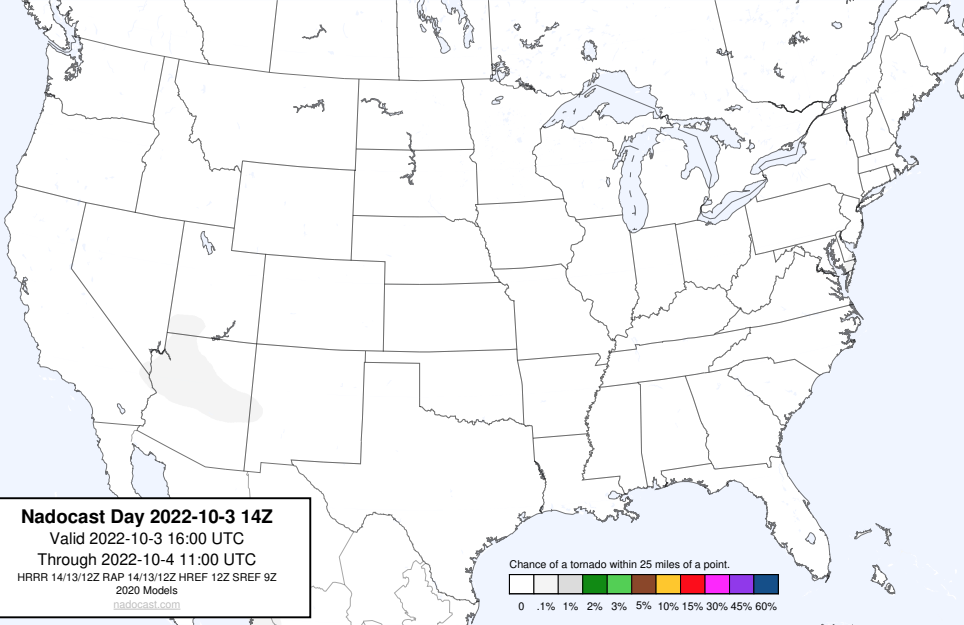 Nadocast Day 2022-10-3 14Z
Valid 2022-10-3 16:00 UTC
Through 2022-10-4 11:00 UTC
HRRR 14/13/12Z RAP 14/13/12Z HREF 12Z SREF 9Z
2020 Models
nadocast.com
Chance of a tornado within 25 miles of a point.
0 .1% 1% 2% 3% 5% 10% 15% 30% 45% 60%